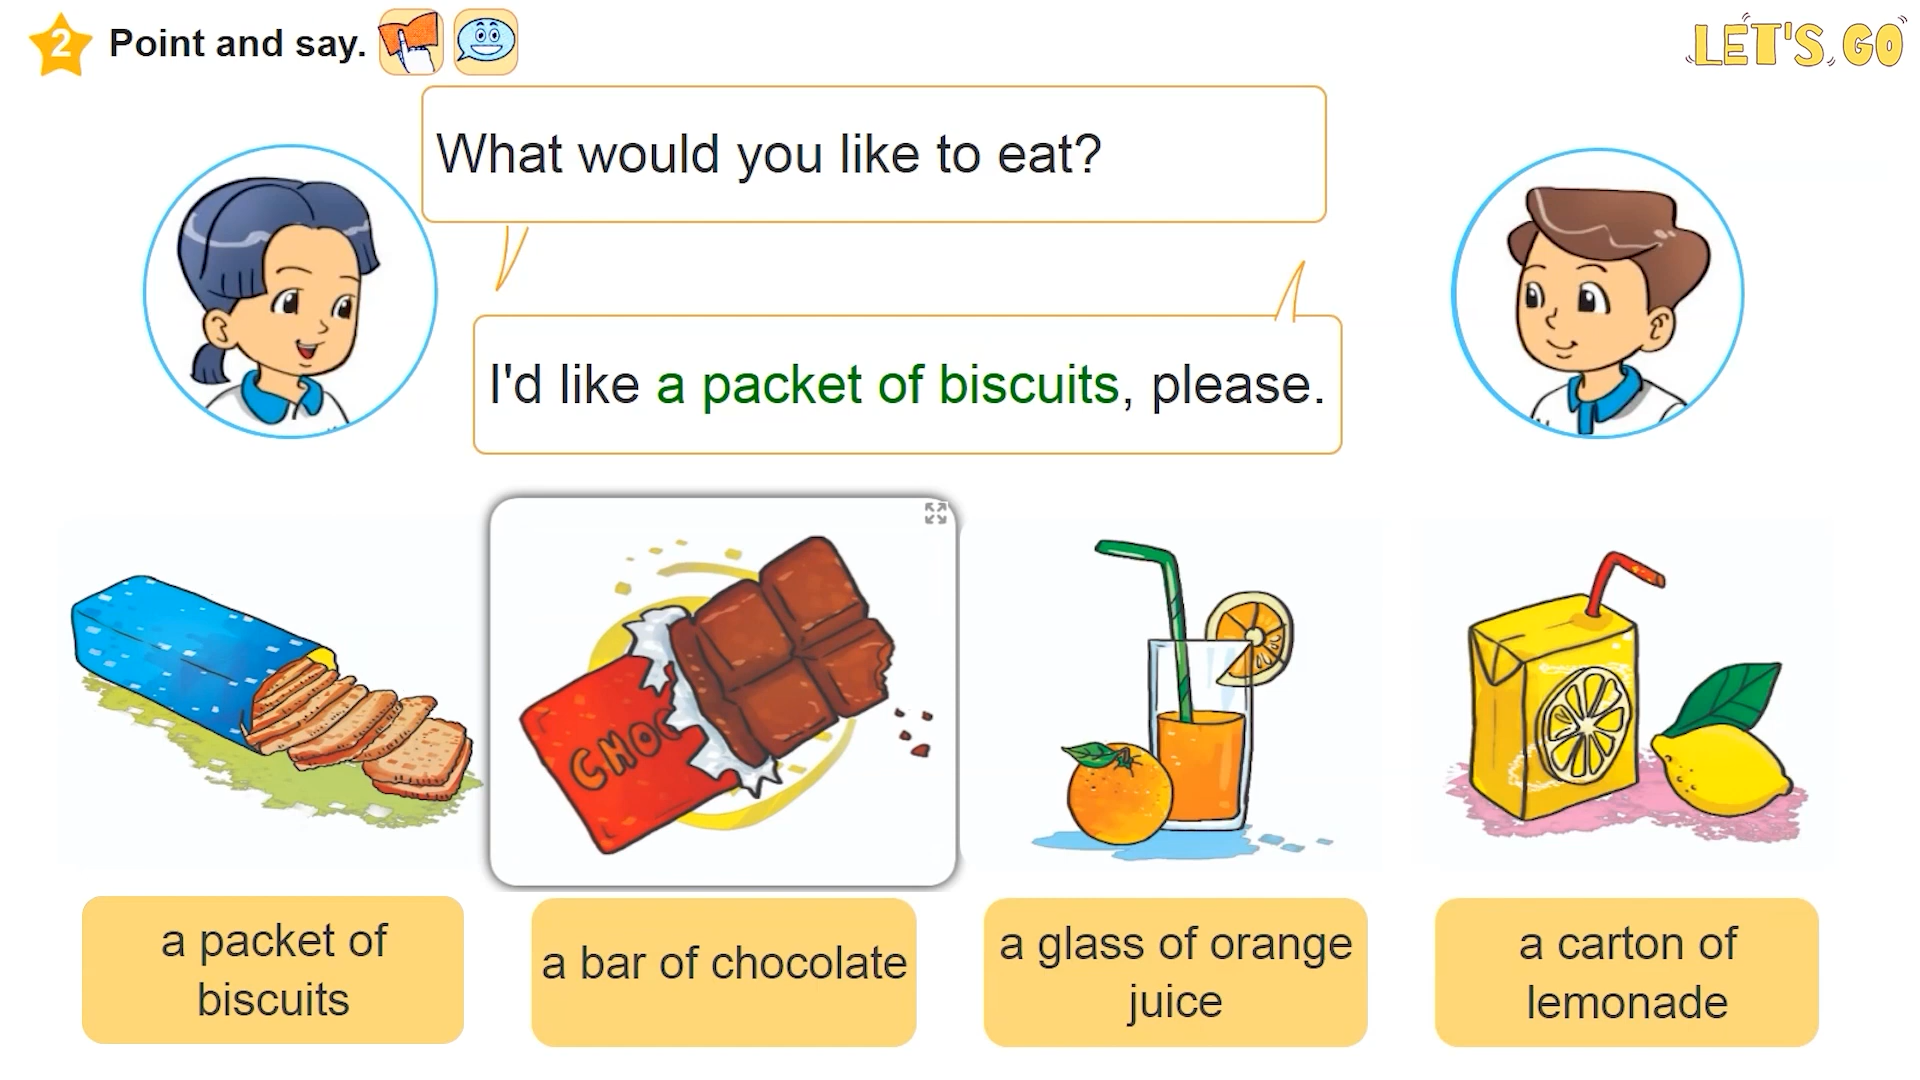 2 Point and say.
LET'S GO
What would you like to eat?
I'd like a packet of biscuits, please.
CHOC
a packet of
biscuits
a bar of chocolate
a glass of orange
juice
a carton of
lemonade